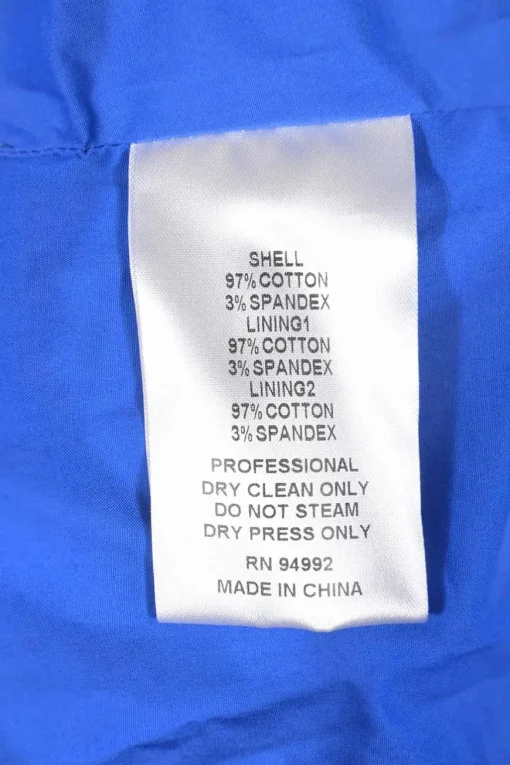 SHELL
97% COTTON
3% SPANDEX
LINING1
97% COTTON
3% SPANDEX
LINING2
97% COTTON
3% SPANDEX
PROFESSIONAL
DRY CLEAN ONLY
DO NOT STEAM
DRY PRESS ONLY
RN 94992
MADE IN CHINA